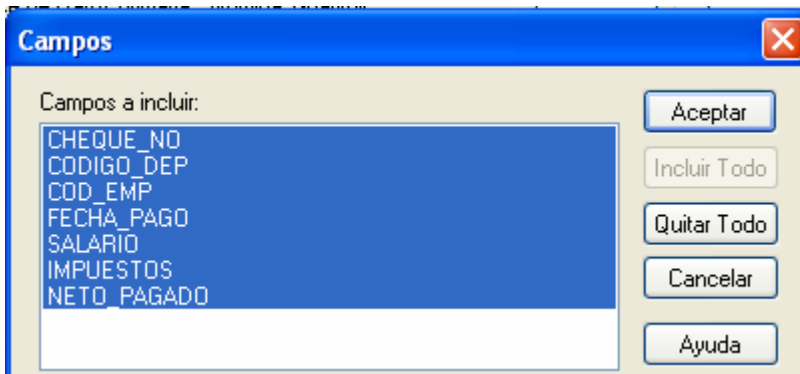 Campos
Campos a incluir:
CHEQUE_NO
CODIGO_DEP
COD_EMP
FECHA_PAGO
SALARIO
IMPUESTOS
NETO_PAGADO
Aceptar
Incluir Todo
Quitar Todo
Cancelar
Ayuda